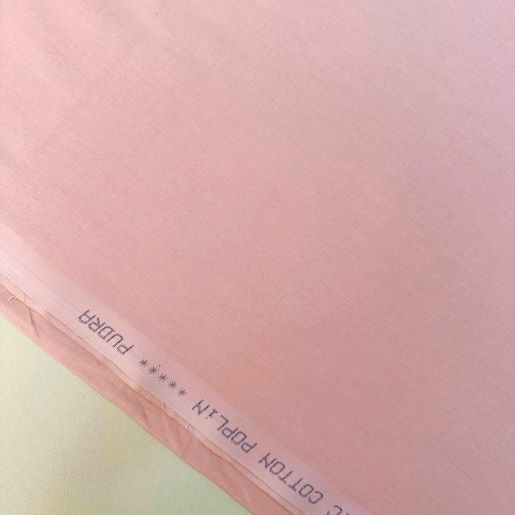 C COTTON POPLiN ***** PUDRA